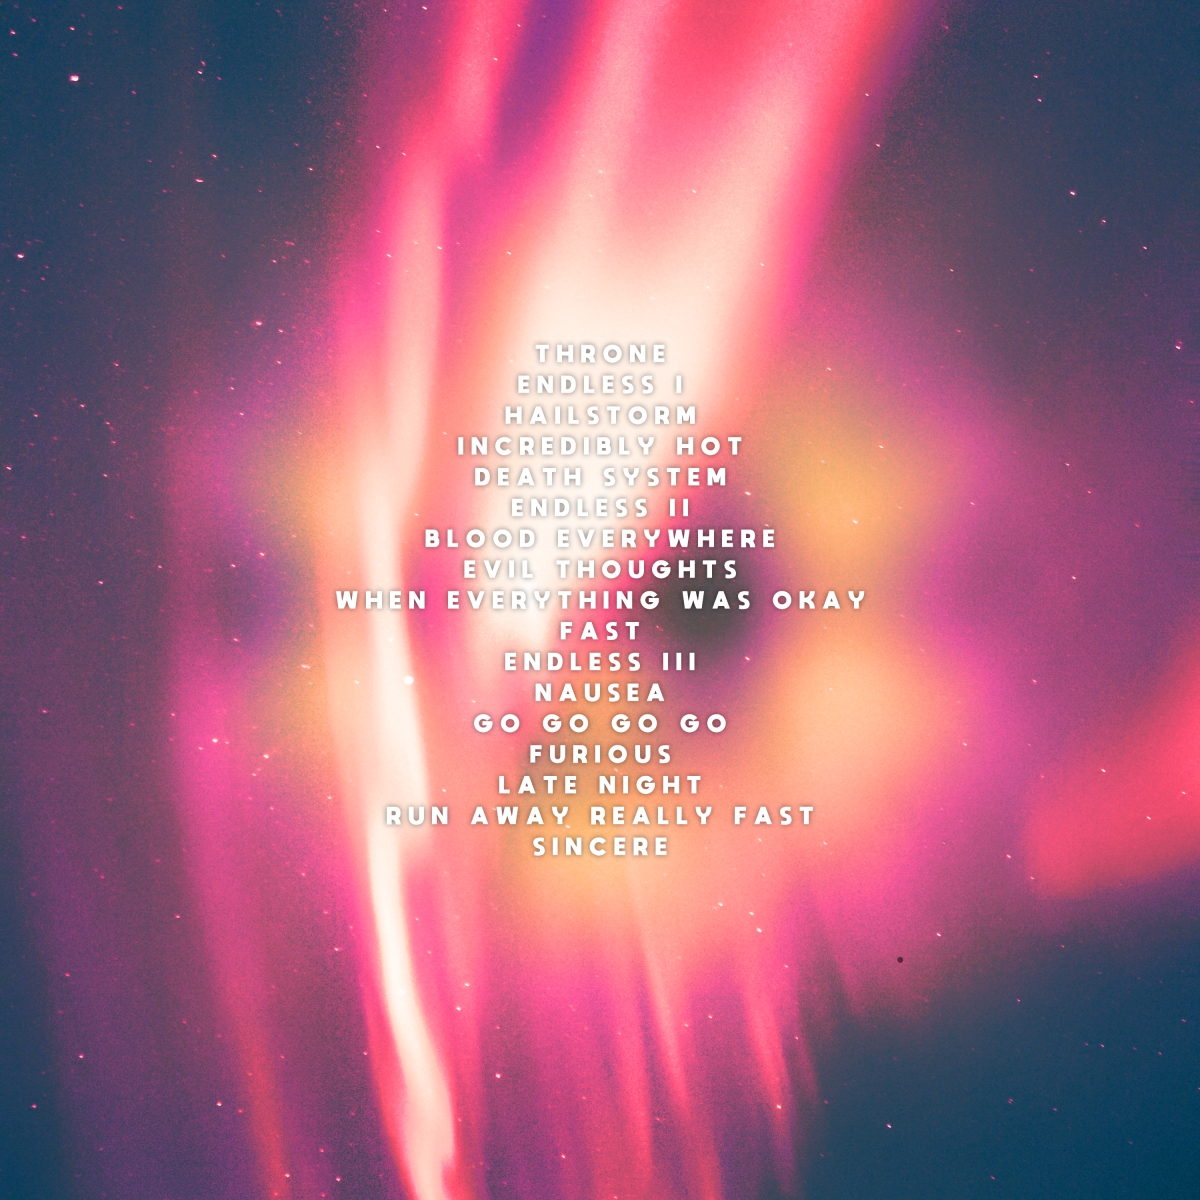 THRONE
ENDLESS I
HAILSTORM
INCREDIBLY HOT
DEATH SYSTEM
ENDLESS II
BLOOD EVERYWHERE
EVIL THOUGHTS
WHEN EVERYTHING WAS OKAY
FAST
ENDLESS III
NAUSEA
GO GO GO GO
FURIOUS
LATE NIGHT
RUN AWAY REALLY FAST
SINCERE